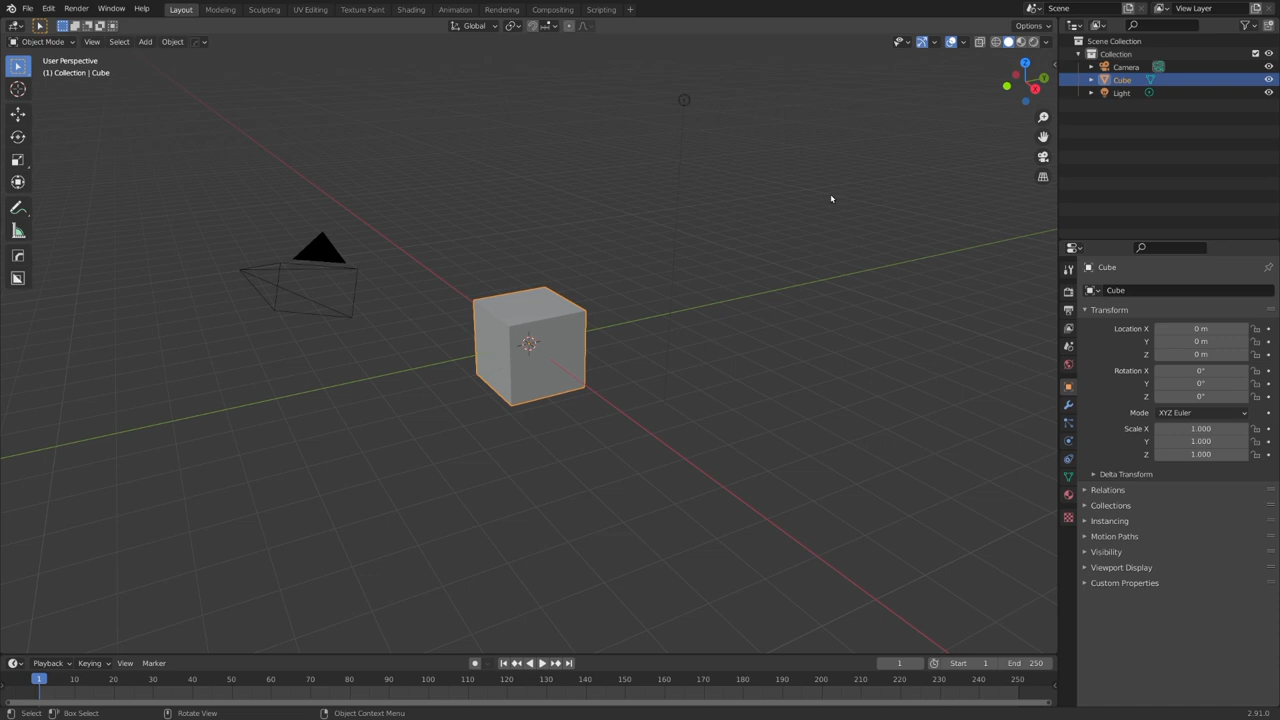 File Edit Render Window Help Layout Modeling Sculpting UV Editing Texture Paint Shading Animation Rendering Compositing Scripting + Scene View Layer
Global Options
Object Mode View Select Add Object
User Perspective
(1) Collection | Cube
Z
Y
X
Scene Collection
Collection
Camera
Cube
Light
Cube
Cube
Transform
Location X 0 m
Y 0 m
Z 0 m
Rotation X 0°
Y 0°
Z 0°
Mode XYZ Euler
Scale X 1.000
Y 1.000
Z 1.000
Delta Transform
Relations
Collections
Instancing
Motion Paths
Visibility
Viewport Display
Custom Properties
Playback Keying View Marker 1 Start 1 End 250
1 10 20 30 40 50 60 70 80 90 100 110 120 130 140 150 160 170 180 190 200 210 220 230 240 250
Select Box Select Rotate View Object Context Menu 2.91.0